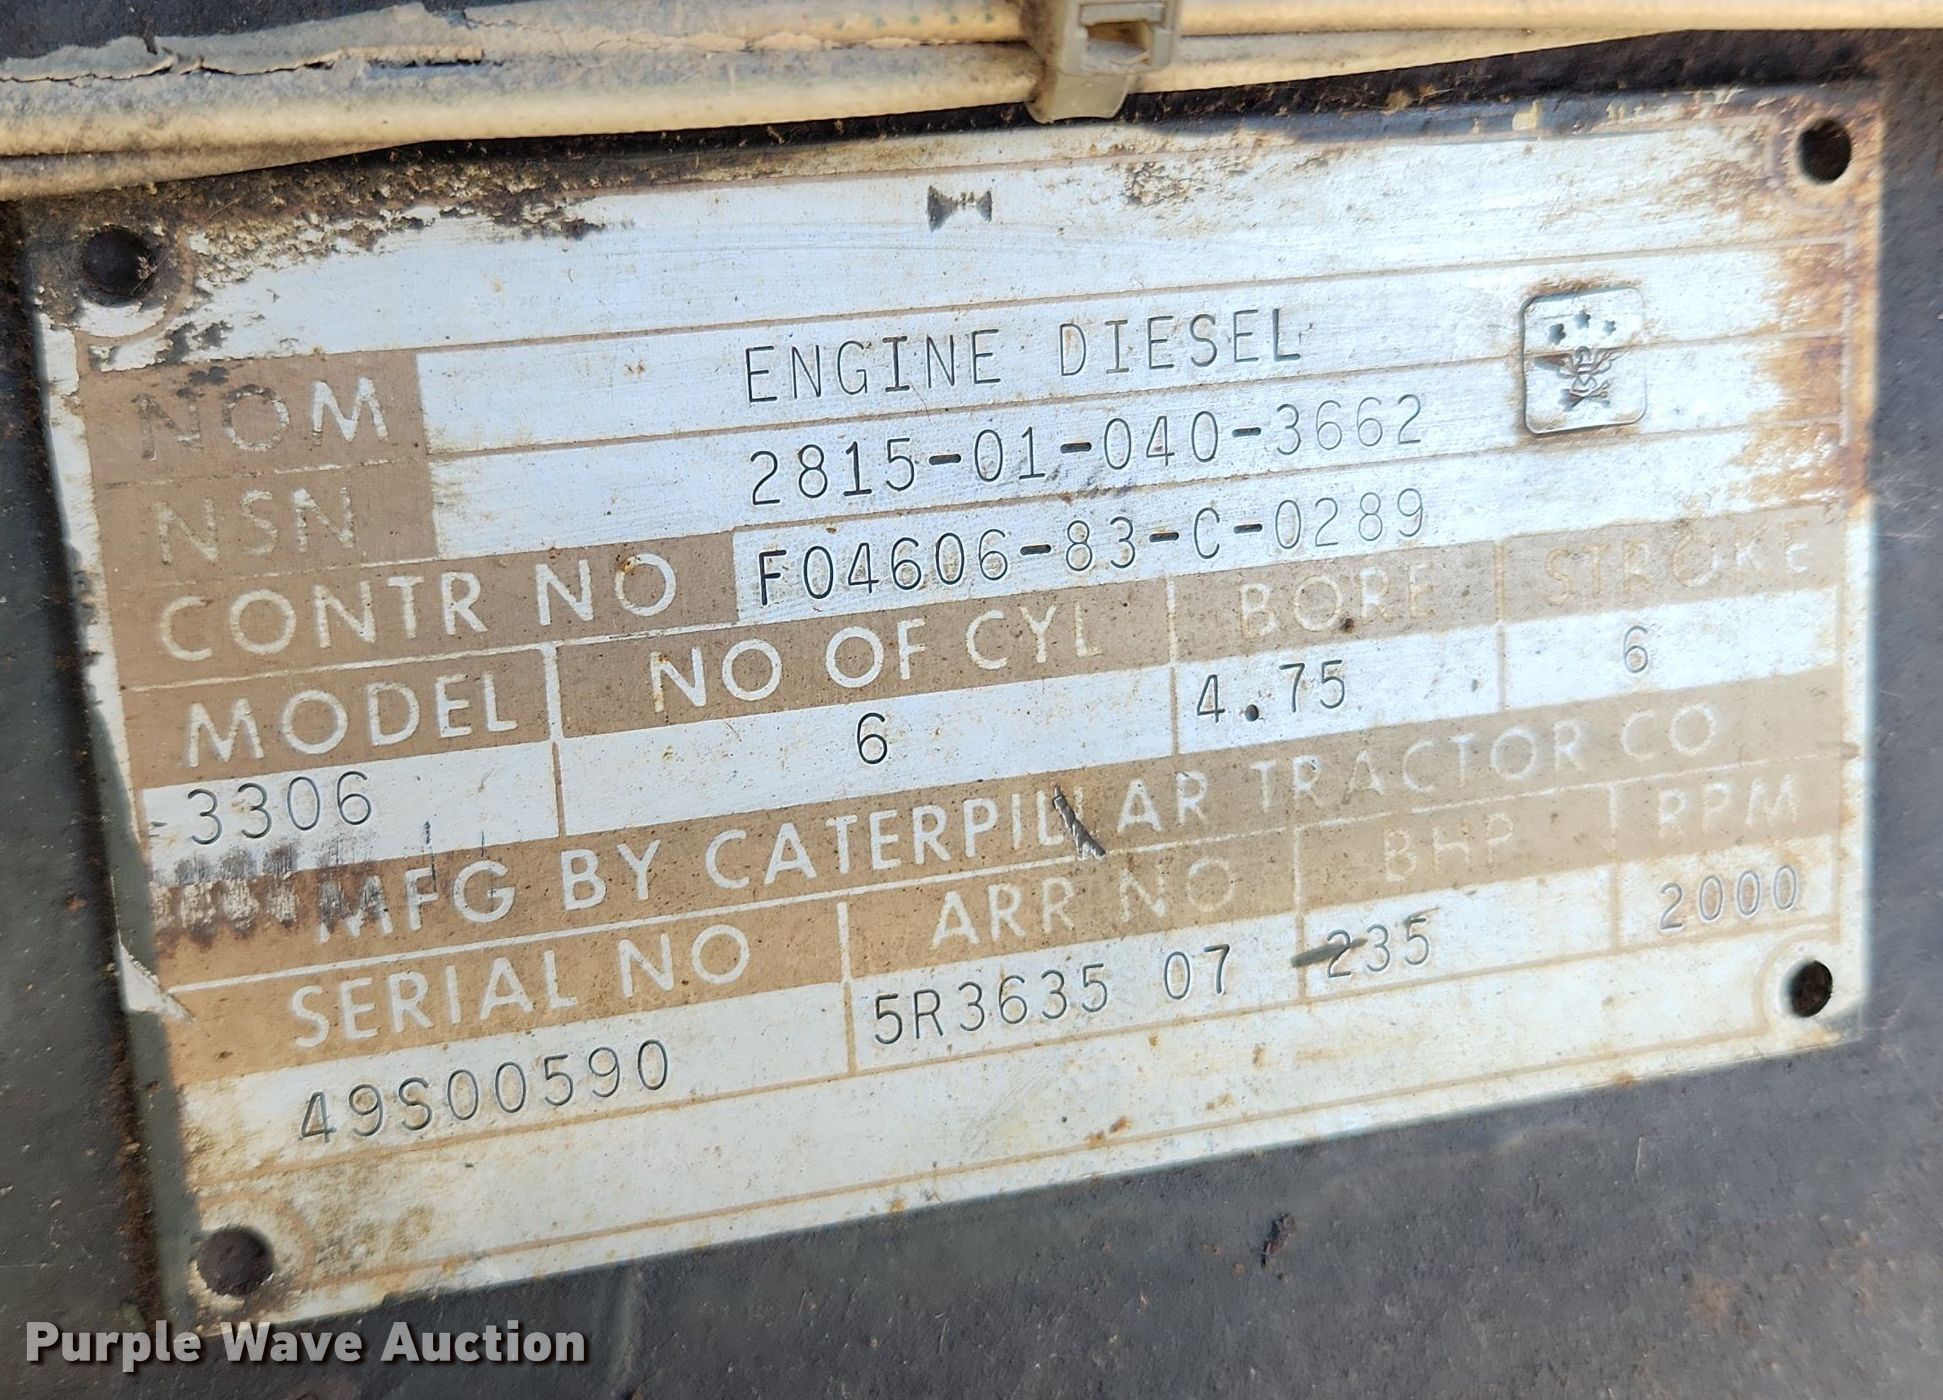 NOM ENGINE DIESEL
NSN 2815-01-040-3662
CONTR NO F04606-83-C-0289
MODEL NO OF CYL BORE STROKE
3306 6 4.75 6
MFG BY CATERPILLAR TRACTOR CO
SERIAL NO ARR NO BHP RPM
49S00590 5R3635 07 235 2000
Purple Wave Auction